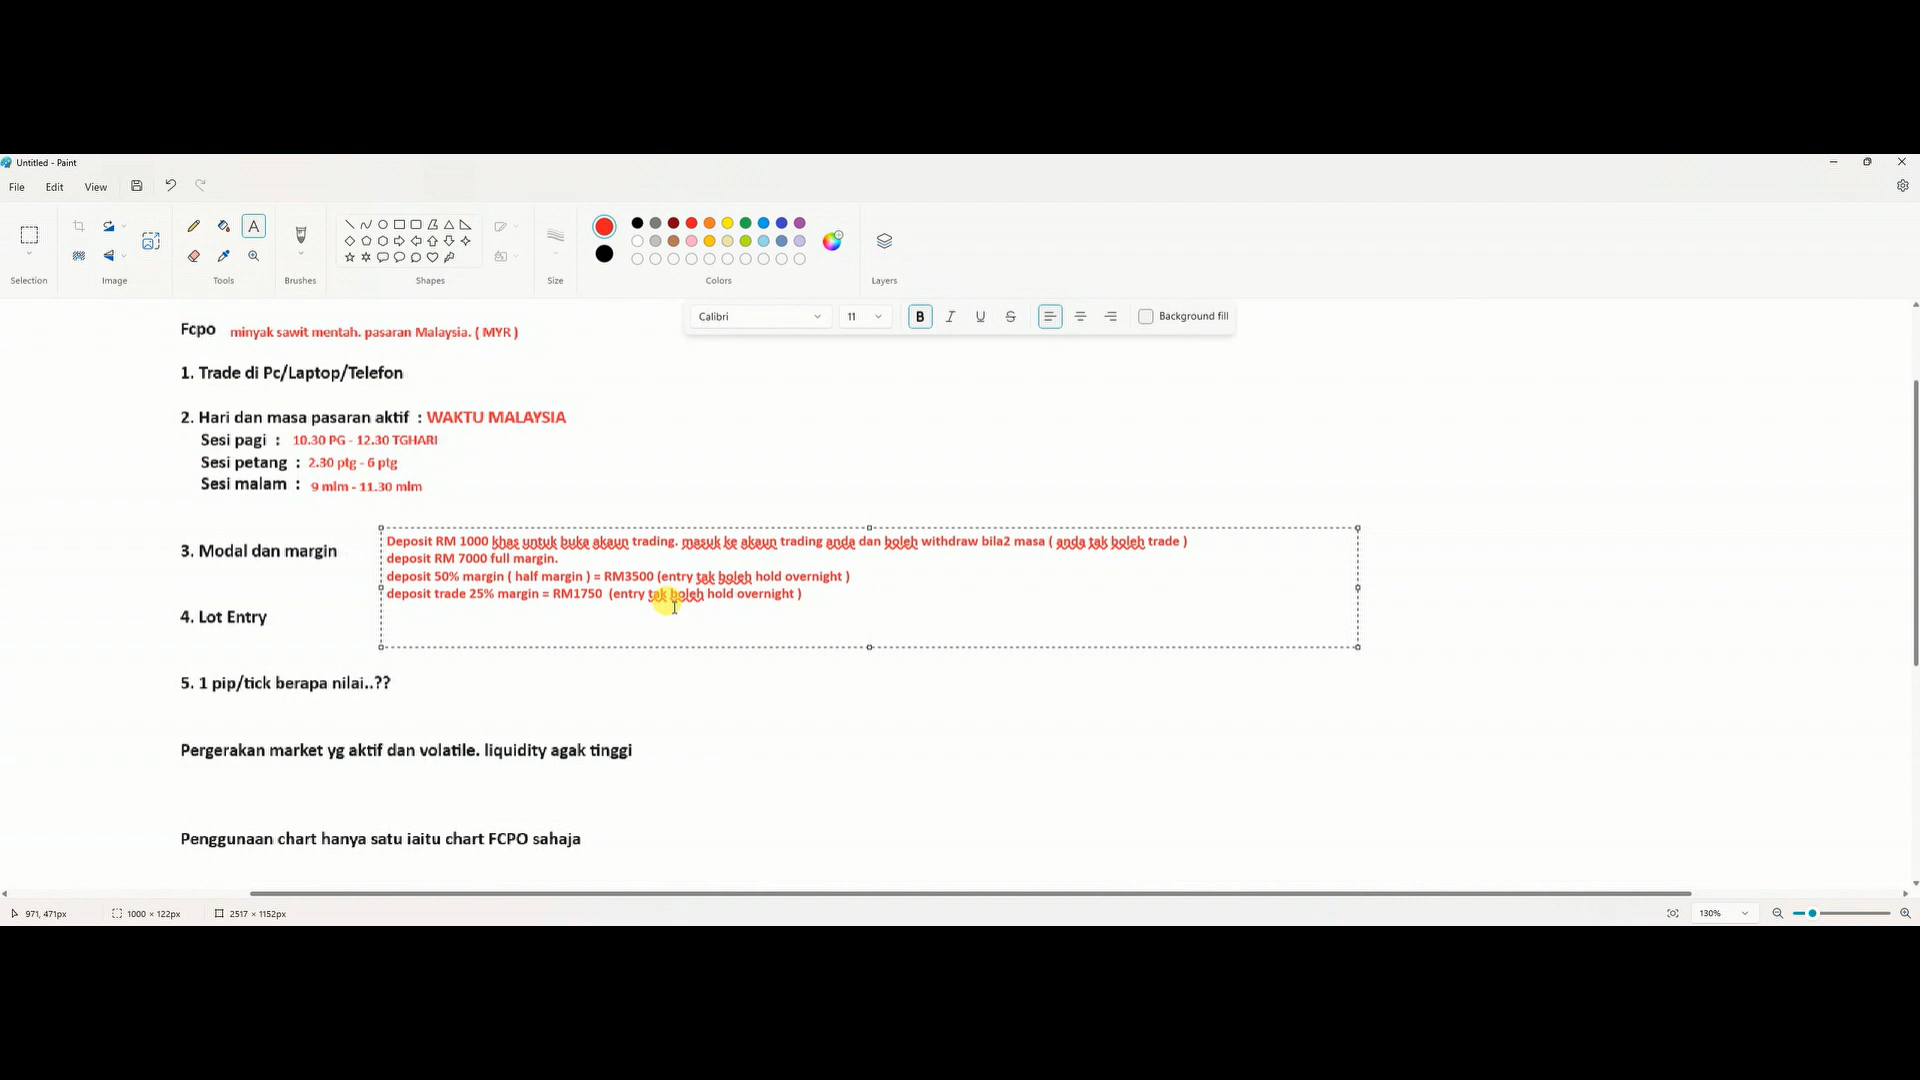 Untitled - Paint
File Edit View
Selection Image Tools Brushes Shapes Size Colors Layers
Calibri 11 B I U S Background fill
Fcpo minyak sawit mentah. pasaran Malaysia. ( MYR )
1. Trade di Pc/Laptop/Telefon
2. Hari dan masa pasaran aktif : WAKTU MALAYSIA
Sesi pagi : 10.30 PG - 12.30 TGHARI
Sesi petang : 2.30 ptg - 6 ptg
Sesi malam : 9 mlm - 11.30 mlm
3. Modal dan margin
Deposit RM 1000 khas untuk buka akaun trading. masuk ke akaun trading anda dan boleh withdraw bila2 masa ( anda tak boleh trade )
deposit RM 7000 full margin.
deposit 50% margin ( half margin ) = RM3500 (entry tak boleh hold overnight )
deposit trade 25% margin = RM1750 (entry tak boleh hold overnight )
4. Lot Entry
5. 1 pip/tick berapa nilai..??
Pergerakan market yg aktif dan volatile. liquidity agak tinggi
Penggunaan chart hanya satu iaitu chart FCPO sahaja
971, 471px 1000 × 122px 2517 × 1152px 130%